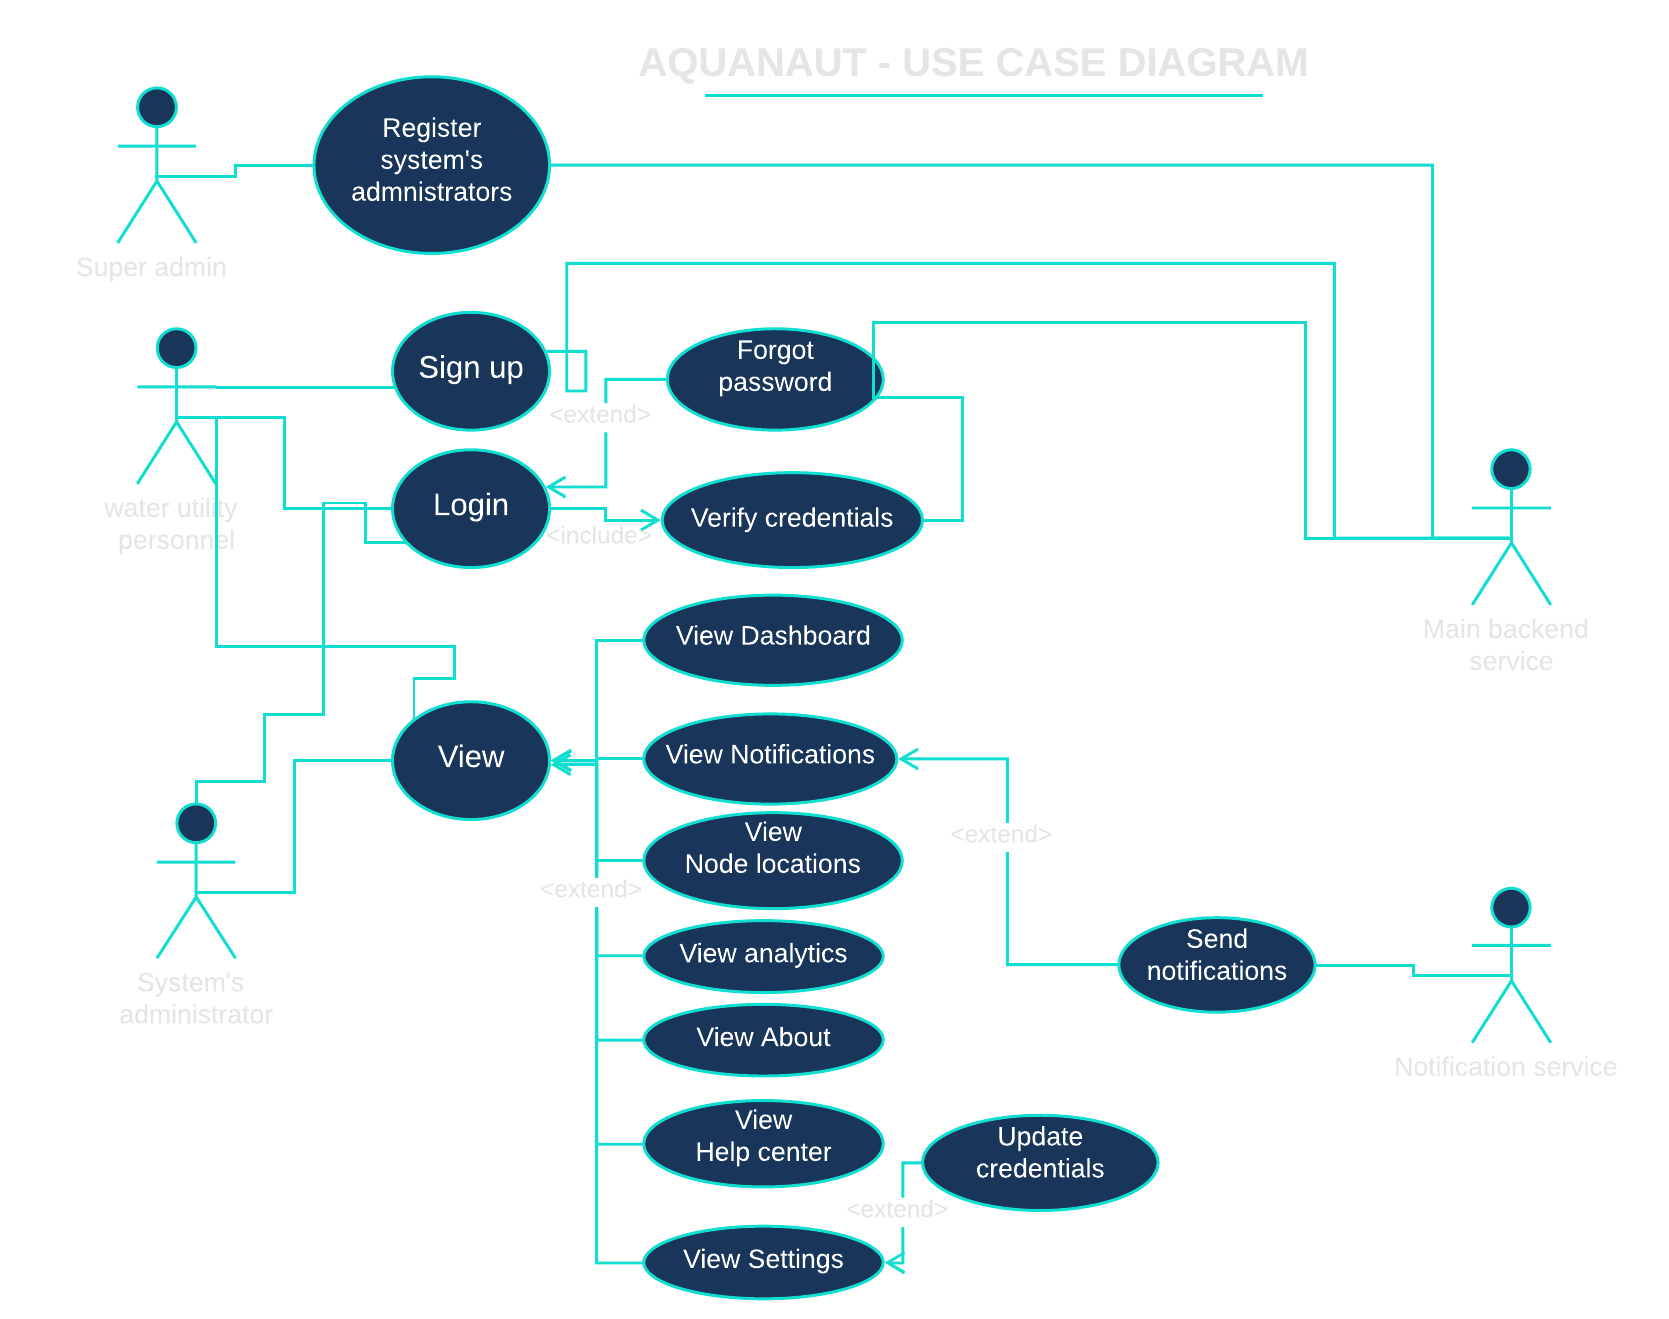 AQUANAUT - USE CASE DIAGRAM
Register
system's
admnistrators
Super admin
Sign up
Forgot
password
<extend>
Login
Verify credentials
<include>
water utility
personnel
Main backend
service
View Dashboard
View
View Notifications
View
Node locations
<extend>
<extend>
View analytics
Send
notifications
System's
administrator
View About
Notification service
View
Help center
Update
credentials
<extend>
View Settings